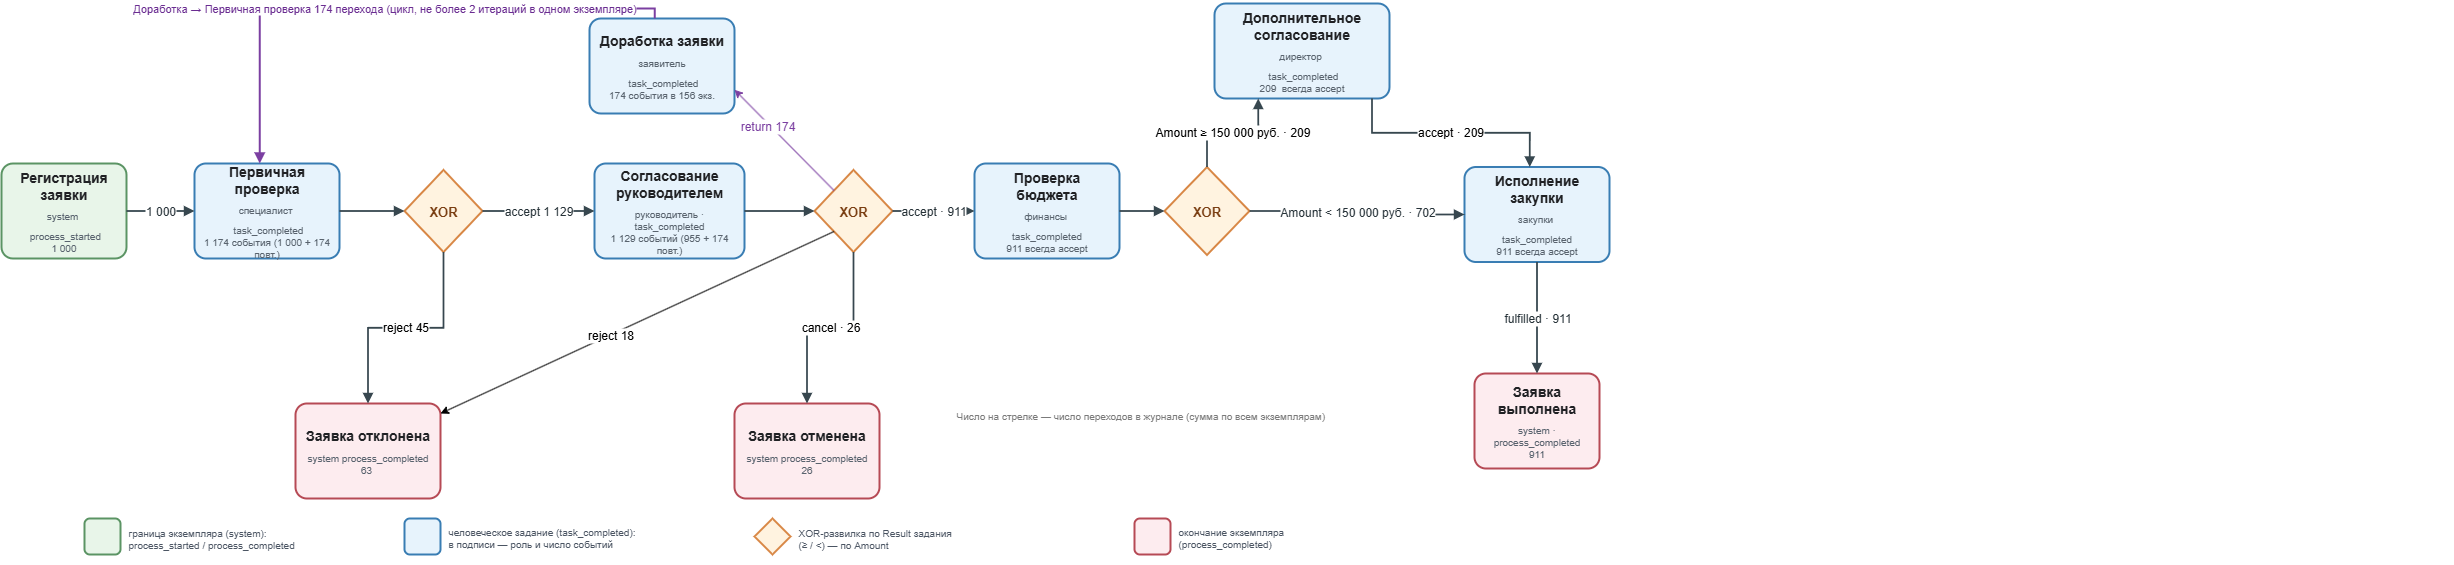 Доработка → Первичная проверка 174 перехода (цикл, не более 2 итераций в одном экземпляре)
Доработка заявки
заявитель
task_completed
174 события в 156 экз.
Дополнительное
согласование
директор
task_completed
209  всегда accept
return 174
Amount ≥ 150 000 руб. · 209
accept · 209
Регистрация
заявки
system
process_started
1 000
1 000
Первичная
проверка
специалист
task_completed
1 174 события (1 000 + 174
повт.)
XOR
accept 1 129
Согласование
руководителем
руководитель ·
task_completed
1 129 событий (955 + 174
повт.)
XOR
accept · 911
Проверка
бюджета
финансы
task_completed
911 всегда accept
XOR
Amount < 150 000 руб. · 702
Исполнение
закупки
закупки
task_completed
911 всегда accept
reject 45
reject 18
cancel · 26
fulfilled · 911
Заявка отклонена
system process_completed
63
Заявка отменена
system process_completed
26
Число на стрелке — число переходов в журнале (сумма по всем экземплярам)
Заявка
выполнена
system ·
process_completed
911
граница экземпляра (system):
process_started / process_completed
человеческое задание (task_completed):
в подписи — роль и число событий
XOR-развилка по Result задания
(≥ / <) — по Amount
окончание экземпляра
(process_completed)